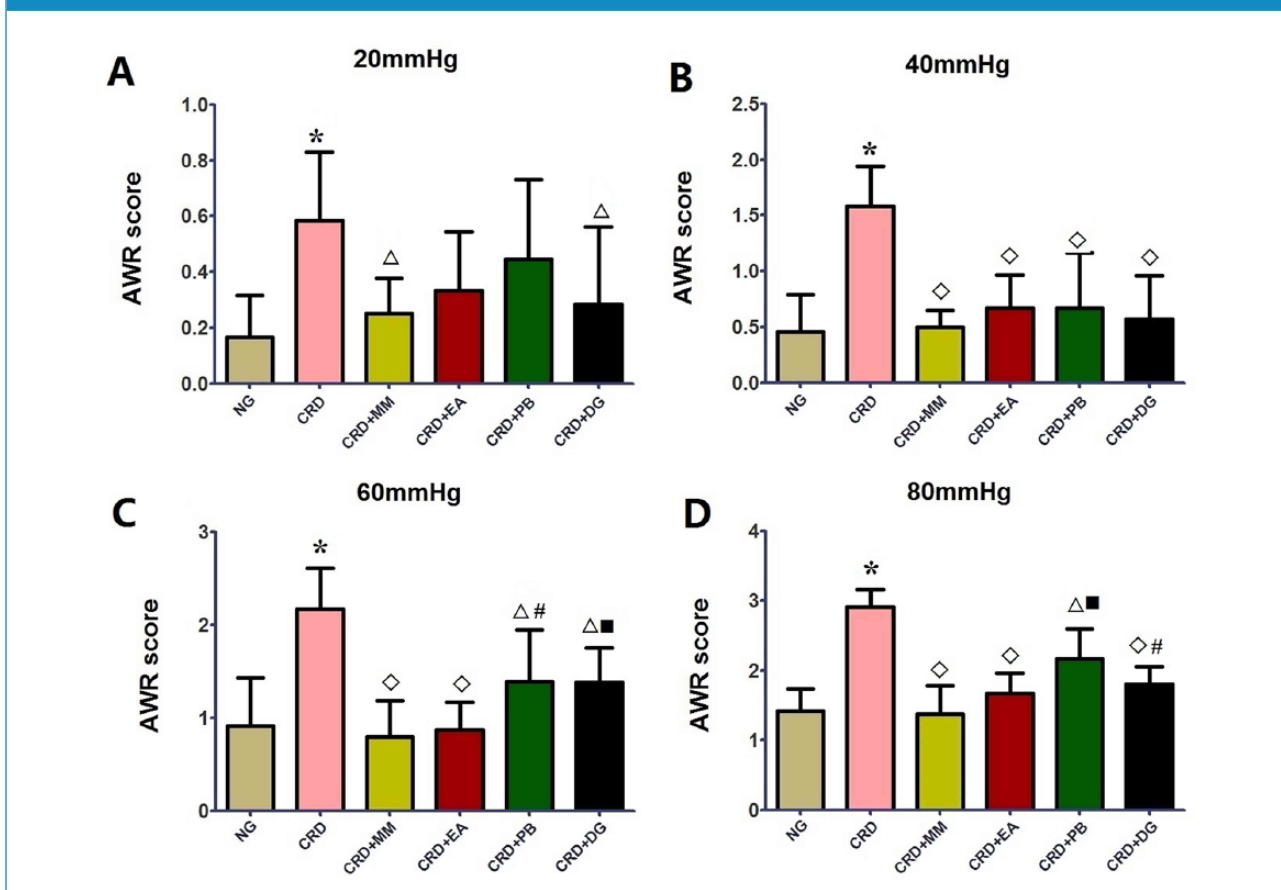 A
20mmHg
AWR score
1.0
0.8
0.6
0.4
0.2
0.0
*
△
△
NG
CRD
CRD+MM
CRD+EA
CRD+PB
CRD+DG
B
40mmHg
AWR score
2.5
2.0
1.5
1.0
0.5
0.0
*
◇
◇
◇
◇
NG
CRD
CRD+MM
CRD+EA
CRD+PB
CRD+DG
C
60mmHg
AWR score
3
2
1
0
*
◇
◇
△ #
△■
NG
CRD
CRD+MM
CRD+EA
CRD+PB
CRD+DG
D
80mmHg
AWR score
4
3
2
1
0
*
◇
◇
△■
◇ #
NG
CRD
CRD+MM
CRD+EA
CRD+PB
CRD+DG